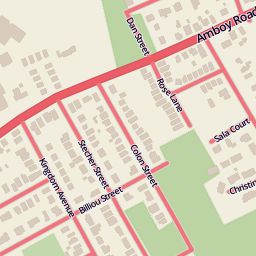 Amboy Road
Dan Street
Rose Lane
Sala Court
Stecher Street
Colon Street
Kingdom Avenue
Billiou Street